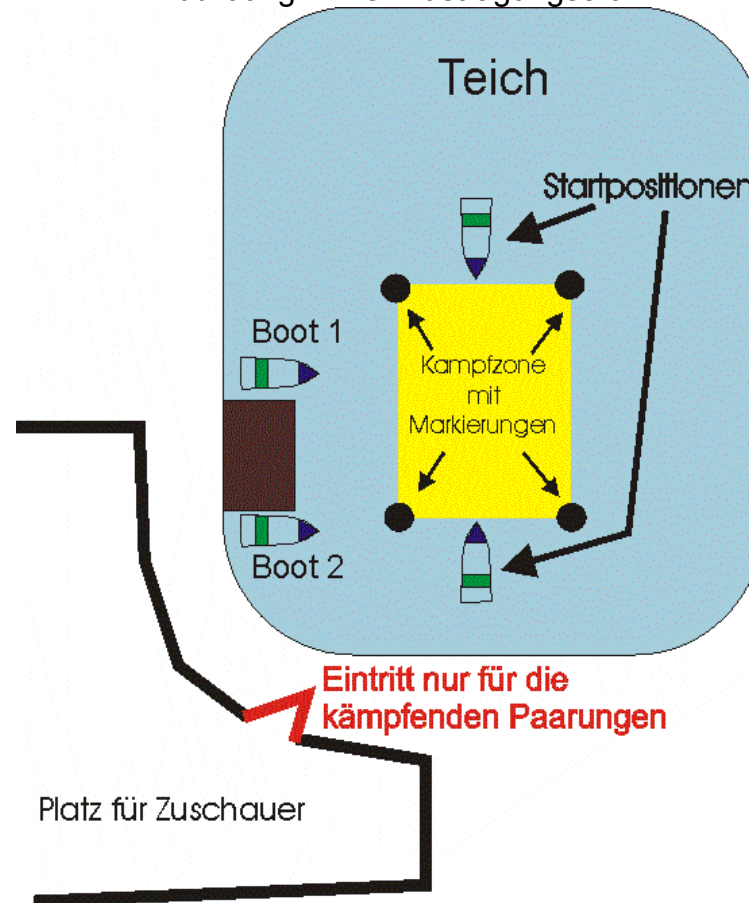 Teich
Startpositionen
Boot 1
Kampfzone
mit
Markierungen
Boot 2
Eintritt nur für die
kämpfenden Paarungen
Platz für Zuschauer